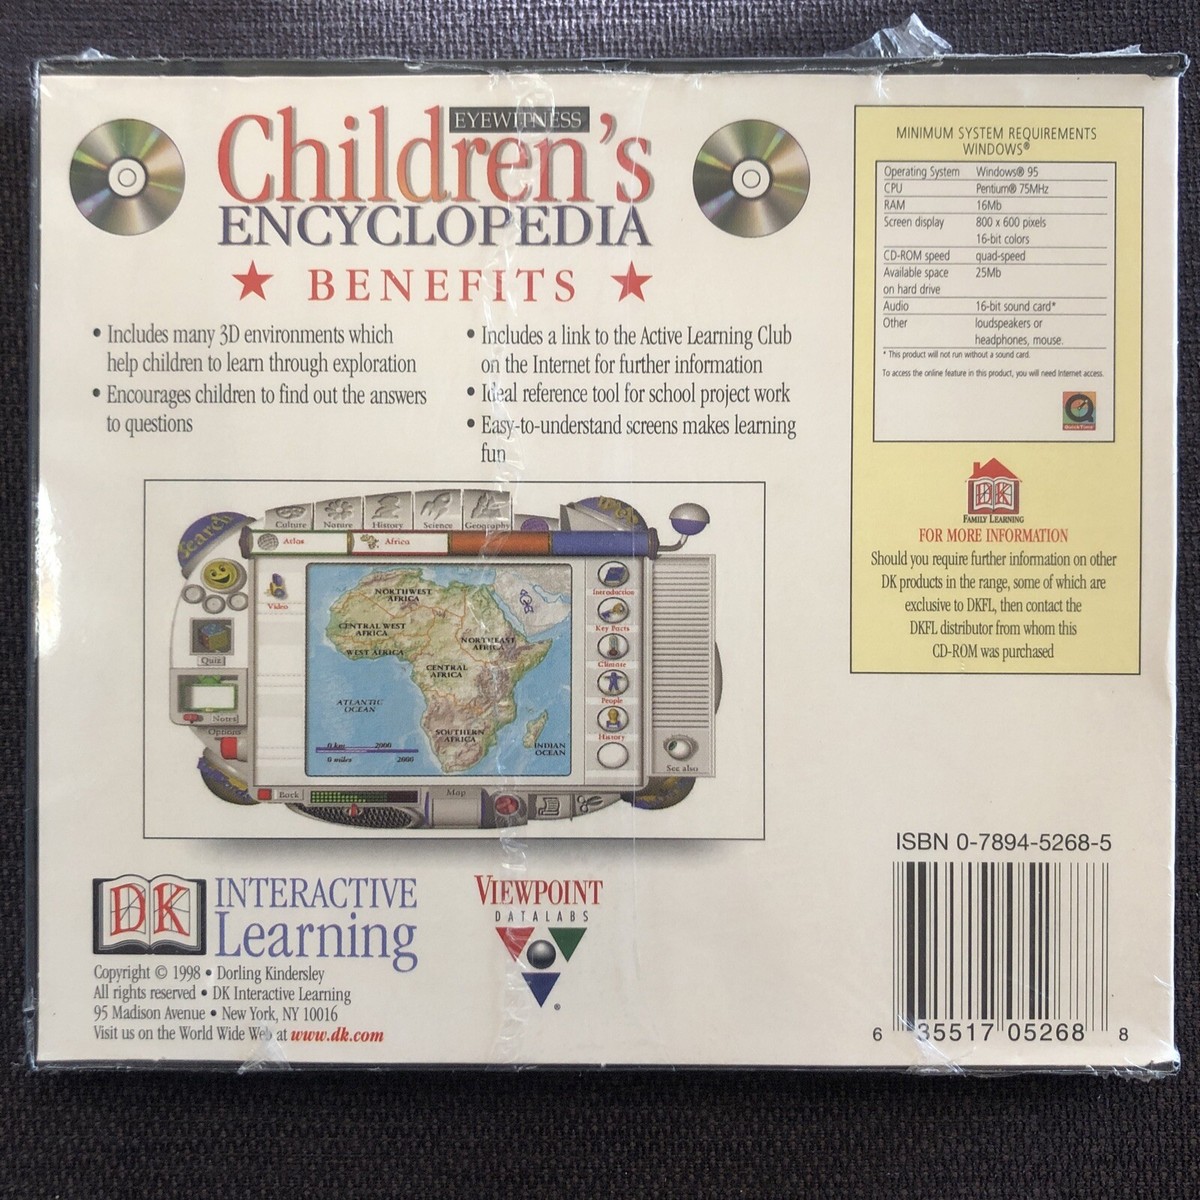 EYEWITNESS
Children's
ENCYCLOPEDIA
★ BENEFITS ★
• Includes many 3D environments which
help children to learn through exploration
• Encourages children to find out the answers
to questions
• Includes a link to the Active Learning Club
on the Internet for further information
• Ideal reference tool for school project work
• Easy-to-understand screens makes learning
fun
MINIMUM SYSTEM REQUIREMENTS
WINDOWS®
Operating System Windows® 95
CPU Pentium® 75MHz
RAM 16Mb
Screen display 800 x 600 pixels
16-bit colors
CD-ROM speed quad-speed
Available space 25Mb
on hard drive
Audio 16-bit sound card*
Other loudspeakers or
headphones, mouse.
* This product will not run without a sound card.
To access the online feature in this product, you will need Internet access.
QuickTime
DK
FAMILY LEARNING
FOR MORE INFORMATION
Should you require further information on other
DK products in the range, some of which are
exclusive to DKFL, then contact the
DKFL distributor from whom this
CD-ROM was purchased
Search
Culture Nature History Science Geography
Atlas Africa
Video
Quiz
Notes
Options
NORTHWEST
AFRICA
CENTRAL WEST
AFRICA
WEST AFRICA
NORTHEAST
AFRICA
CENTRAL
AFRICA
ATLANTIC
OCEAN
SOUTHERN
AFRICA
INDIAN
OCEAN
0 km 2000
0 miles 2000
Introduction
Key Facts
Climate
People
History
See also
Back
Map
DK INTERACTIVE
Learning
VIEWPOINT
DATALABS
®
Copyright © 1998 • Dorling Kindersley
All rights reserved • DK Interactive Learning
95 Madison Avenue • New York, NY 10016
Visit us on the World Wide Web at www.dk.com
ISBN 0-7894-5268-5
6 35517 05268 8